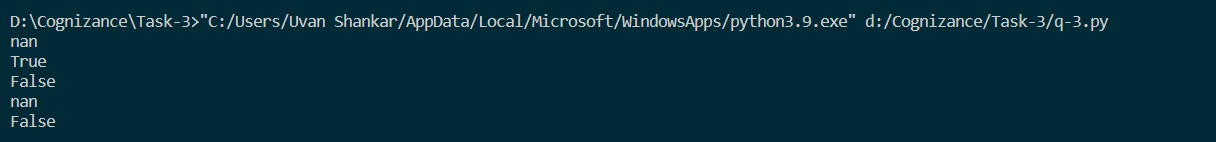 D:\Cognizance\Task-3>"C:/Users/Uvan Shankar/AppData/Local/Microsoft/WindowsApps/python3.9.exe" d:/Cognizance/Task-3/q-3.py
nan
True
False
nan
False